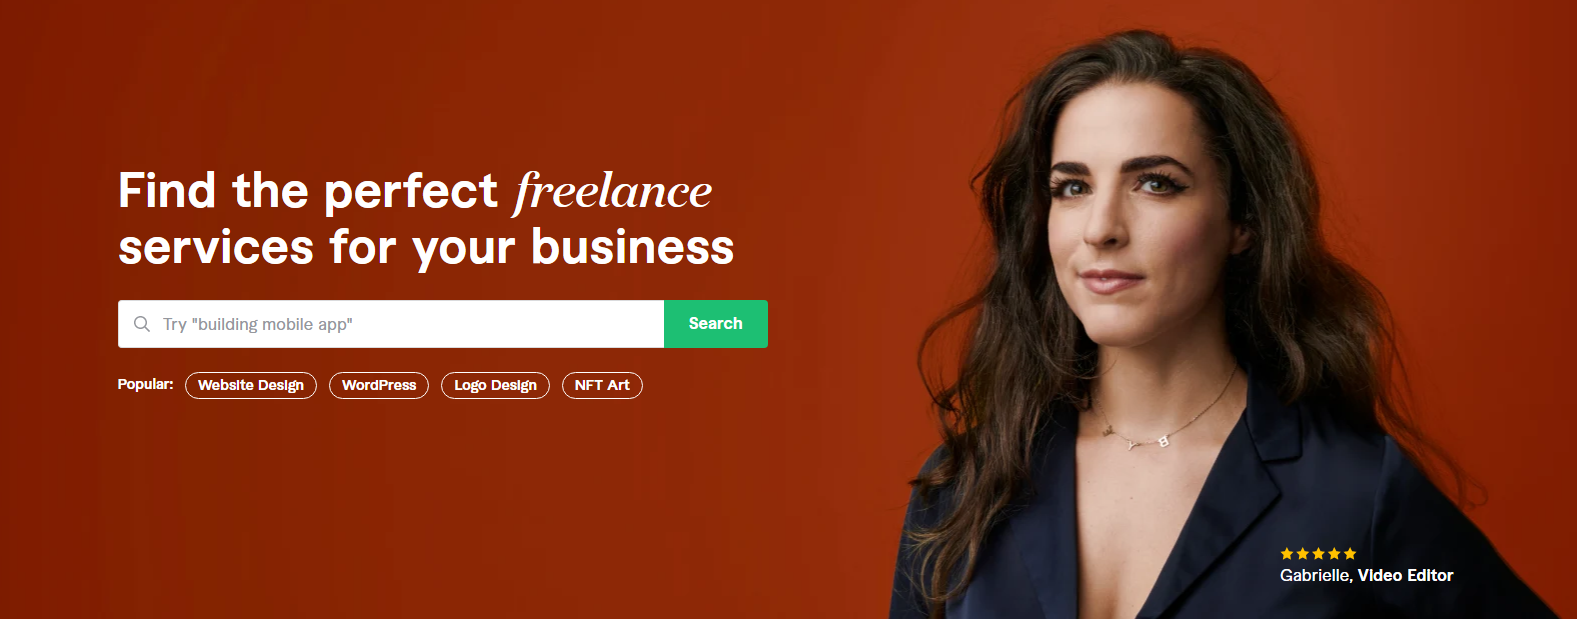 Find the perfect freelance
services for your business
Try "building mobile app"
Search
Popular:
Website Design
WordPress
Logo Design
NFT Art
Gabrielle, Video Editor